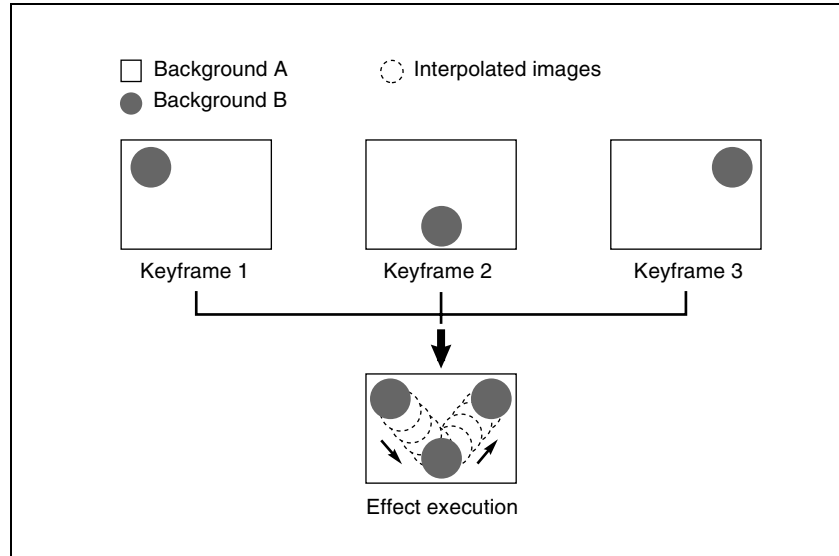 Background A
Interpolated images
Background B
Keyframe 1
Keyframe 2
Keyframe 3
Effect execution